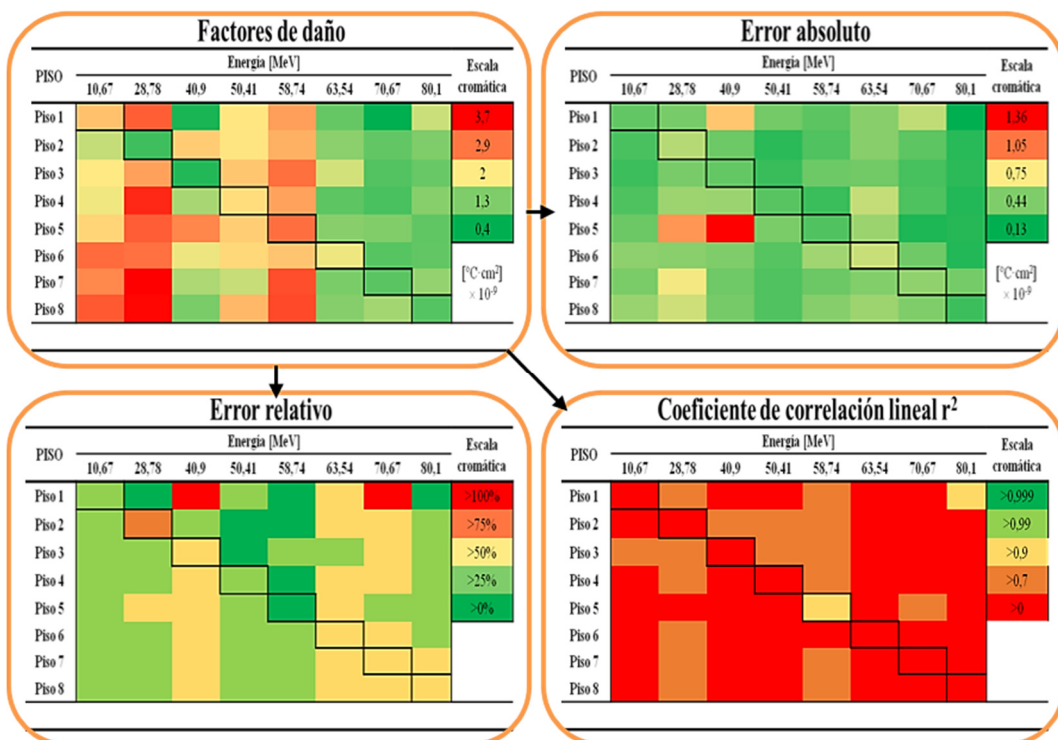 Factores de daño
Energía [MeV]
PISO
Escala cromática
10,67 28,78 40,9 50,41 58,74 63,54 70,67 80,1
Piso 1 3,7
Piso 2 2,9
Piso 3 2
Piso 4 1,3
Piso 5 0,4
Piso 6
Piso 7
Piso 8
[°C·cm²]
× 10⁻⁹
Error absoluto
Energía [MeV]
PISO
Escala cromática
10,67 28,78 40,9 50,41 58,74 63,54 70,67 80,1
Piso 1 1,36
Piso 2 1,05
Piso 3 0,75
Piso 4 0,44
Piso 5 0,13
Piso 6
Piso 7
Piso 8
[°C·cm²]
× 10⁻⁹
Error relativo
Energía [MeV]
PISO
Escala cromática
10,67 28,78 40,9 50,41 58,74 63,54 70,67 80,1
Piso 1 >100%
Piso 2 >75%
Piso 3 >50%
Piso 4 >25%
Piso 5 >0%
Piso 6
Piso 7
Piso 8
Coeficiente de correlación lineal r²
Energía [MeV]
PISO
Escala cromática
10,67 28,78 40,9 50,41 58,74 63,54 70,67 80,1
Piso 1 >0,999
Piso 2 >0,99
Piso 3 >0,9
Piso 4 >0,7
Piso 5 >0
Piso 6
Piso 7
Piso 8